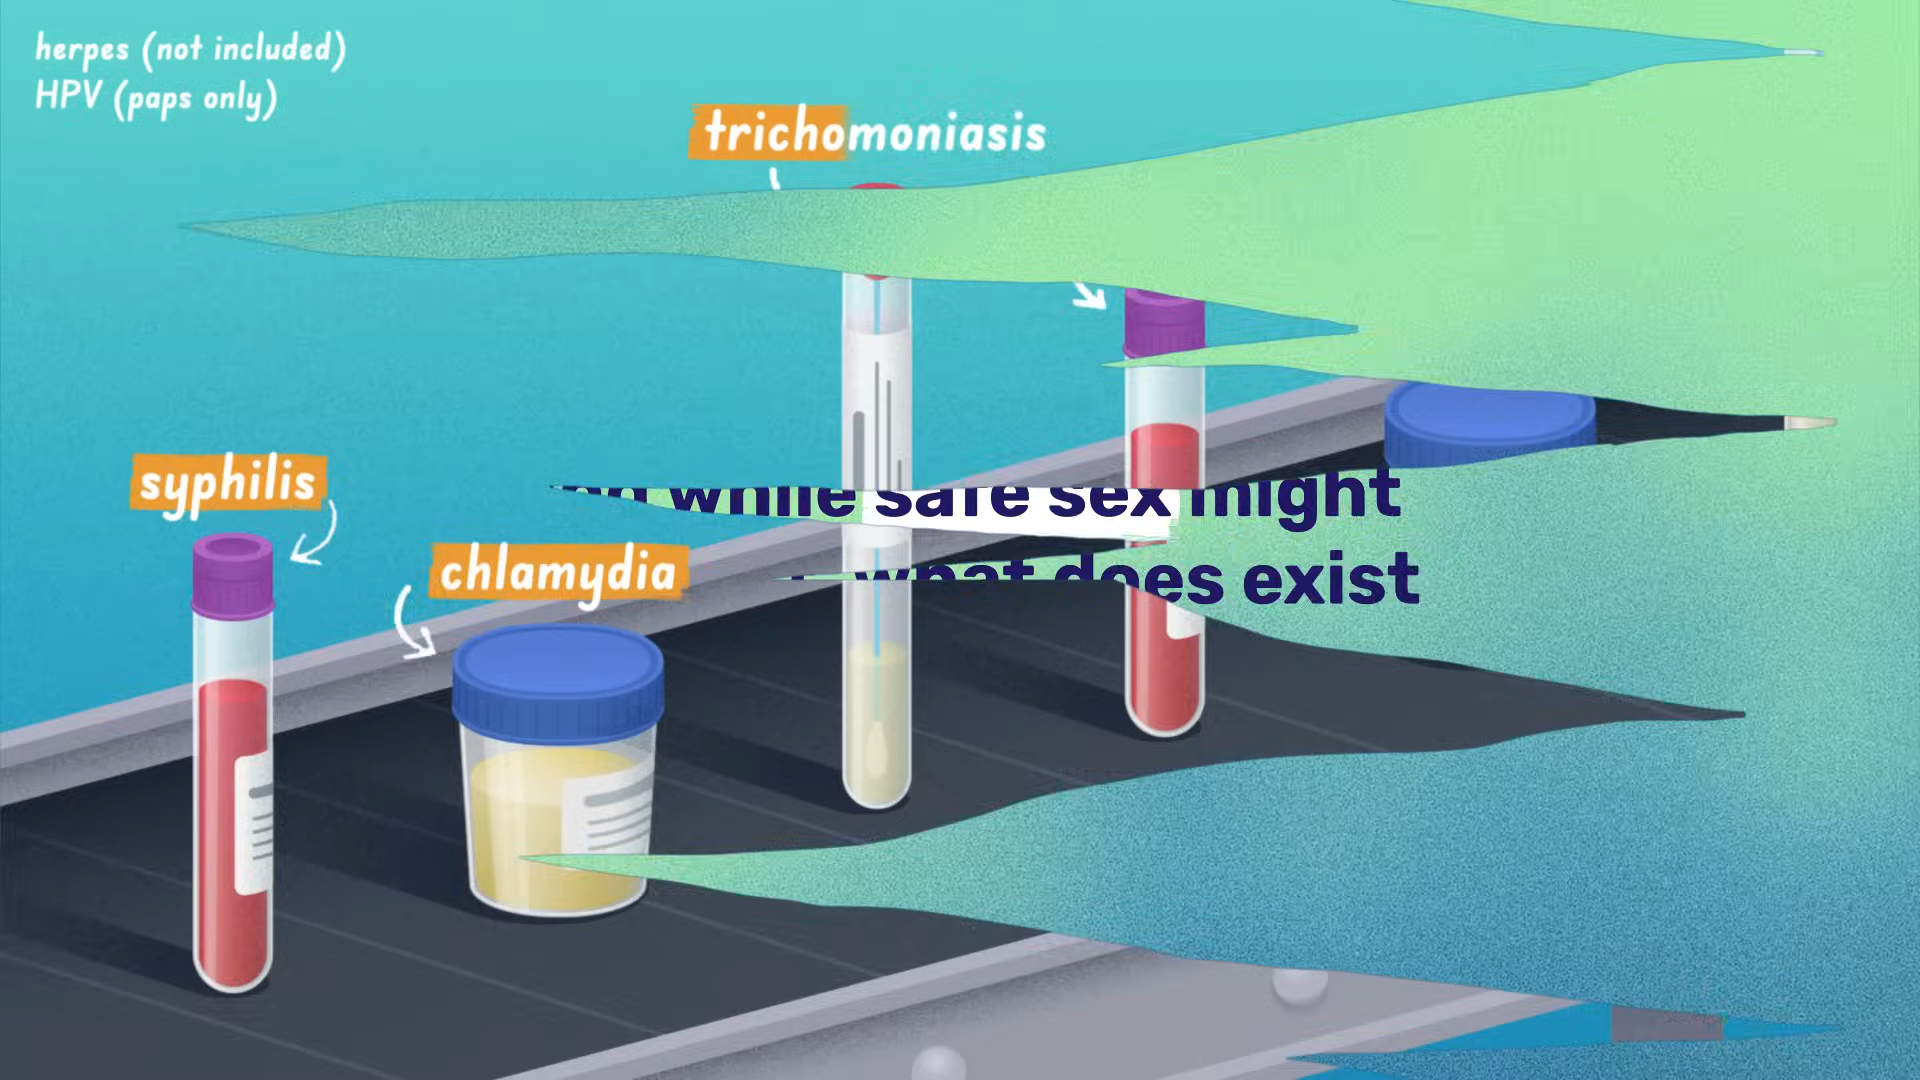 herpes (not included)
HPV (paps only)
trichomoniasis
syphilis
chlamydia
while safe sex might
what does exist